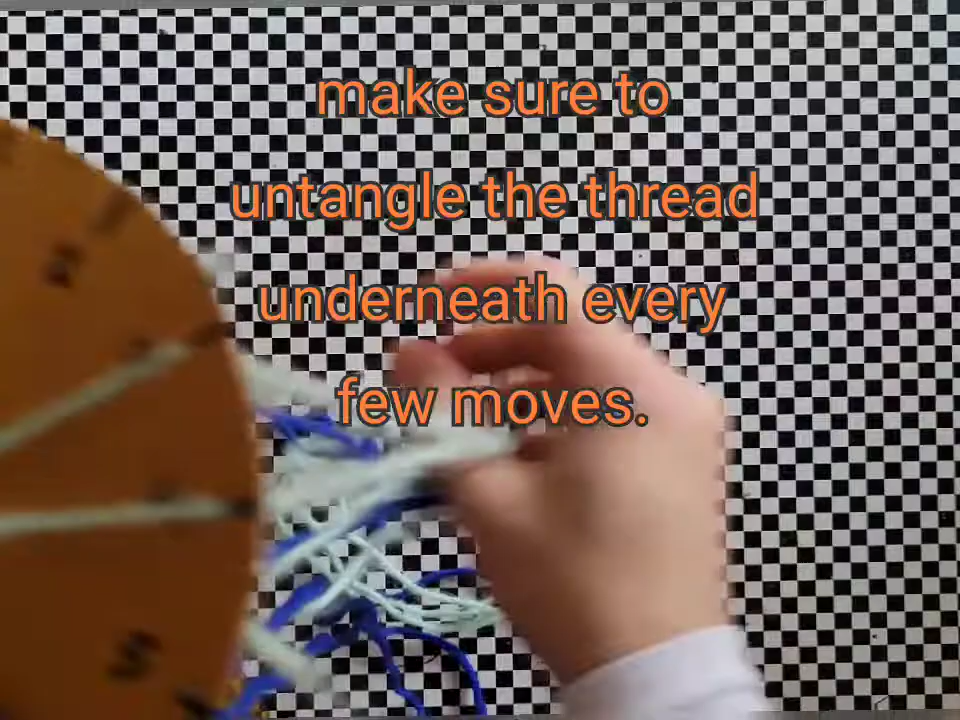 make sure to
untangle the thread
underneath every
few moves.